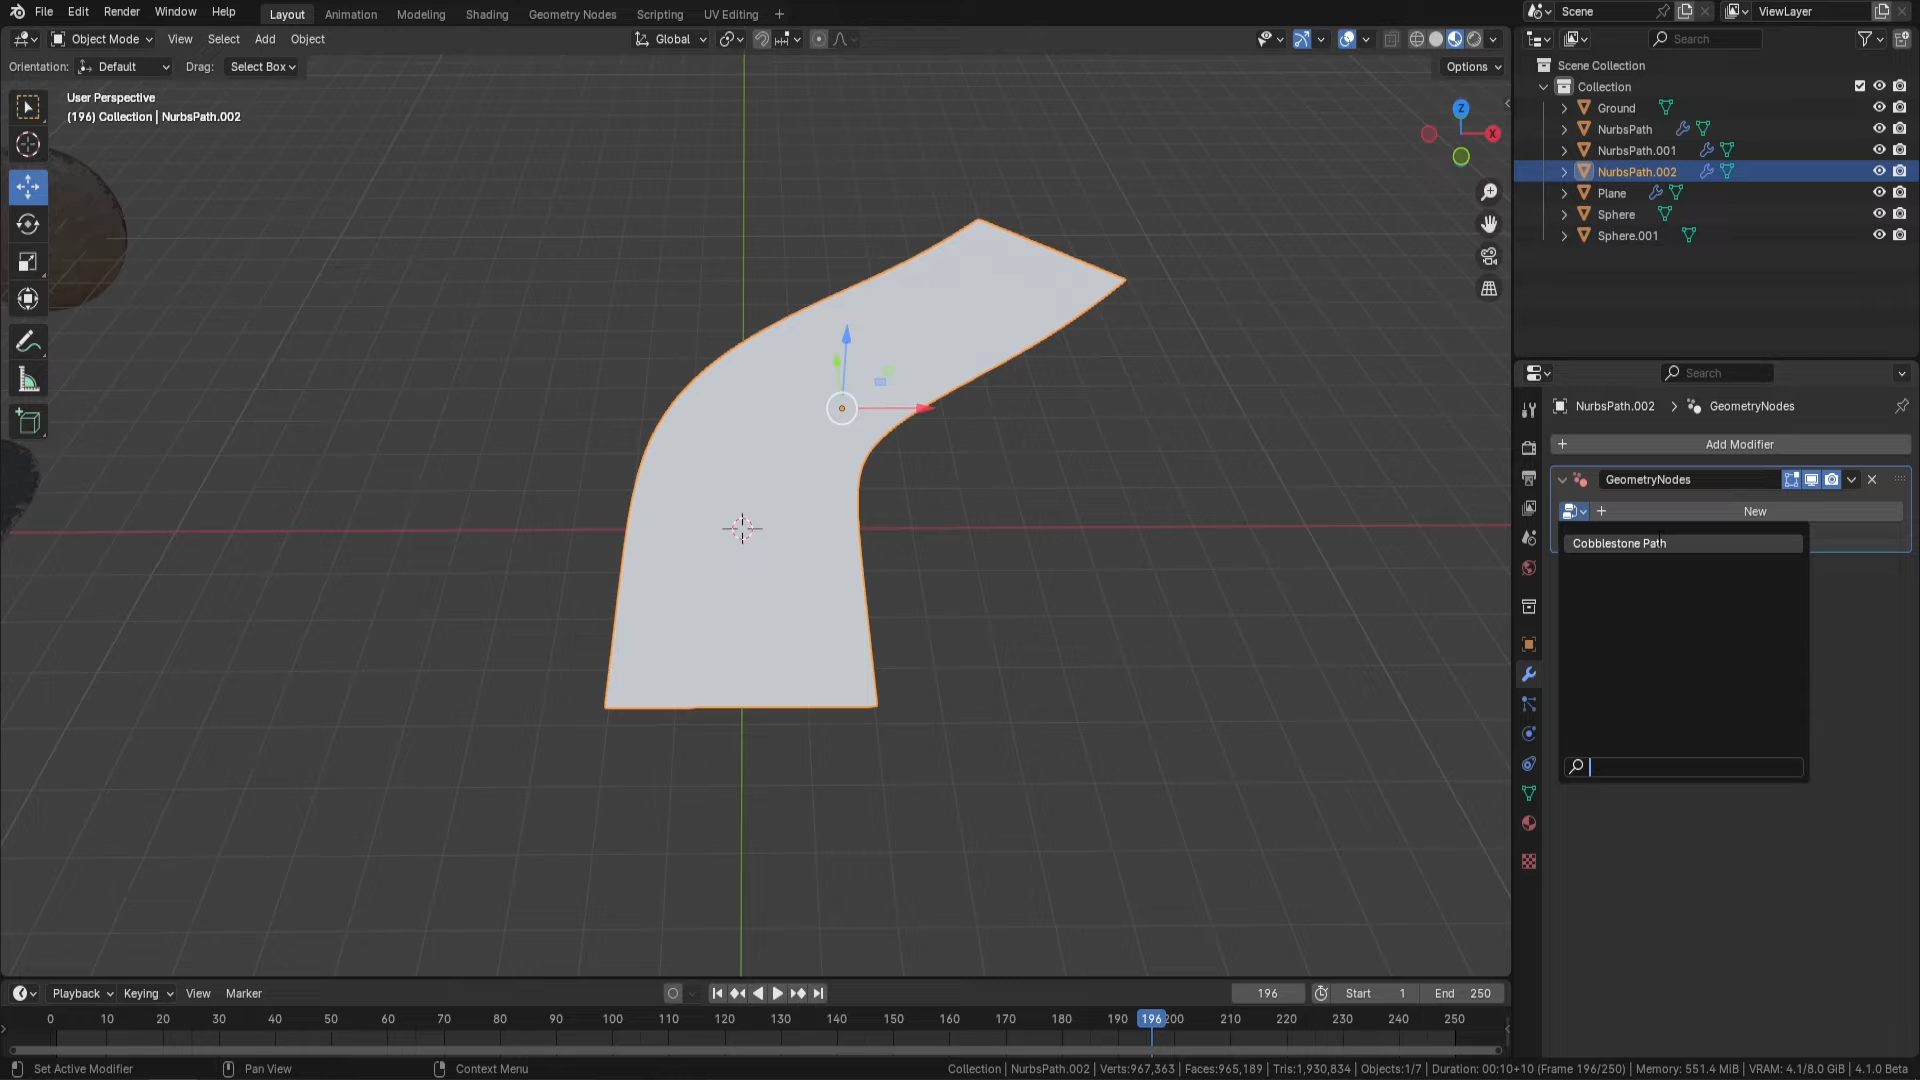 File Edit Render Window Help Layout Animation Modeling Shading Geometry Nodes Scripting UV Editing +
Scene ViewLayer
Object Mode View Select Add Object Global Search
Orientation: Default Drag: Select Box Options
User Perspective
(196) Collection | NurbsPath.002
Z
X
Scene Collection
Collection
Ground
NurbsPath
NurbsPath.001
NurbsPath.002
Plane
Sphere
Sphere.001
Search
NurbsPath.002 > GeometryNodes
+ Add Modifier
GeometryNodes
+ New
Cobblestone Path
Playback Keying View Marker 196 Start 1 End 250
0 10 20 30 40 50 60 70 80 90 100 110 120 130 140 150 160 170 180 190 196 200 210 220 230 240 250
Set Active Modifier Pan View Context Menu Collection | NurbsPath.002 | Verts:967,363 | Faces:965,189 | Tris:1,930,834 | Objects:1/7 | Duration: 00:10+10 (Frame 196/250) | Memory: 551.4 MiB | VRAM: 4.1/8.0 GiB | 4.1.0 Beta